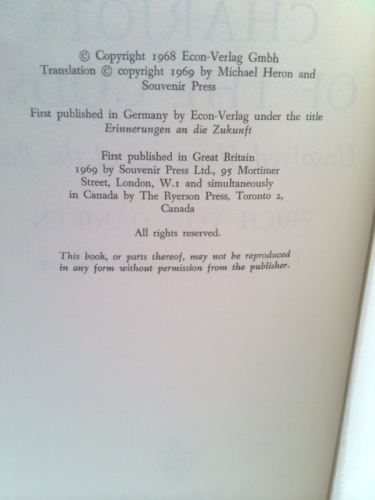 © Copyright 1968 Econ-Verlag Gmbh
Translation © copyright 1969 by Michael Heron and
Souvenir Press
First published in Germany by Econ-Verlag under the title
Erinnerungen an die Zukunft
First published in Great Britain
1969 by Souvenir Press Ltd., 95 Mortimer
Street, London, W.1 and simultaneously
in Canada by The Ryerson Press, Toronto 2,
Canada
All rights reserved.
This book, or parts thereof, may not be reproduced
in any form without permission from the publisher.